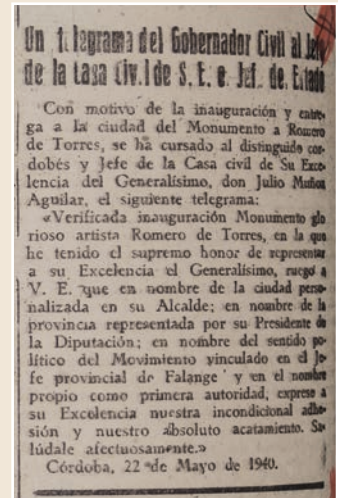 Un telegrama del Gobernador Civil al Jefe
de la Casa Civil de S. E. e. Jef. de. Estado
Con motivo de la inauguración y entre-
ga a la ciudad del Monumento a Romero
de Torres, se ha cursado al distinguido cor-
dobés y Jefe de la Casa civil de Su Exce-
lencia del Generalísimo, don Julio Muñoz
Aguilar, el siguiente telegrama:
«Verificada inauguración Monumento glo
rioso artista Romero de Torres, en la que
he tenido el supremo honor de representar
a su Excelencia el Generalísimo, ruego a
V. E. que en nombre de la ciudad perso-
nalizada en su Alcalde; en nombre de la
provincia representada por su Presidente de
la Diputación; en nombre del sentido po-
lítico del Movimiento vinculado en el Je-
fe provincial de Falange y en el nombre
propio como primera autoridad, exprese a
su Excelencia nuestra incondicional adhe-
sión y nuestro absoluto acatamiento. Sa-
lúdale afectuosamente.»
Córdoba, 22 de Mayo de 1940.